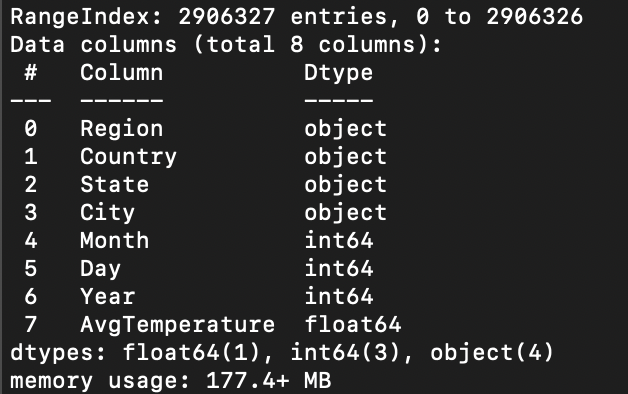 RangeIndex: 2906327 entries, 0 to 2906326
Data columns (total 8 columns):
 #   Column          Dtype
---  ------          -----
 0   Region          object
 1   Country         object
 2   State           object
 3   City            object
 4   Month           int64
 5   Day             int64
 6   Year            int64
 7   AvgTemperature  float64
dtypes: float64(1), int64(3), object(4)
memory usage: 177.4+ MB